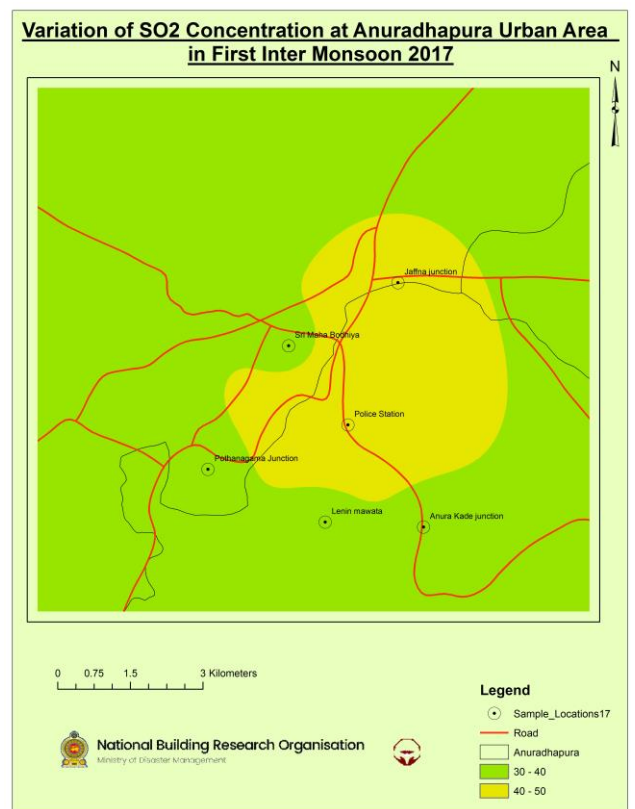 Variation of SO2 Concentration at Anuradhapura Urban Area
in First Inter Monsoon 2017
N
Jaffna junction
Sri Maha Bodhiya
Police Station
Pothanagama Junction
Lenin mawata
Anura Kade junction
0 0.75 1.5 3 Kilometers
Legend
Sample_Locations17
Road
Anuradhapura
30 - 40
40 - 50
National Building Research Organisation
Ministry of Disaster Management